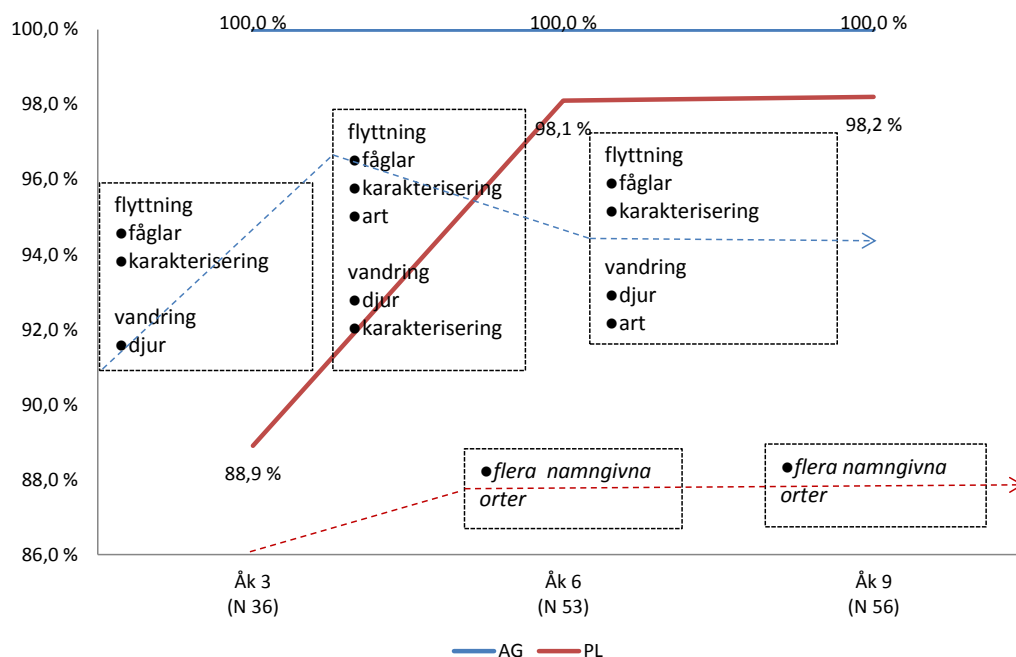 100,0 %
98,0 %
96,0 %
94,0 %
92,0 %
90,0 %
88,0 %
86,0 %
100,0 %
100,0 %
100,0 %
98,1 %
98,2 %
88,9 %
flyttning
●fåglar
●karakterisering
vandring
●djur
flyttning
●fåglar
●karakterisering
●art
vandring
●djur
●karakterisering
flyttning
●fåglar
●karakterisering
vandring
●djur
●art
●flera namngivna
orter
●flera namngivna
orter
Åk 3
(N 36)
Åk 6
(N 53)
Åk 9
(N 56)
AG
PL